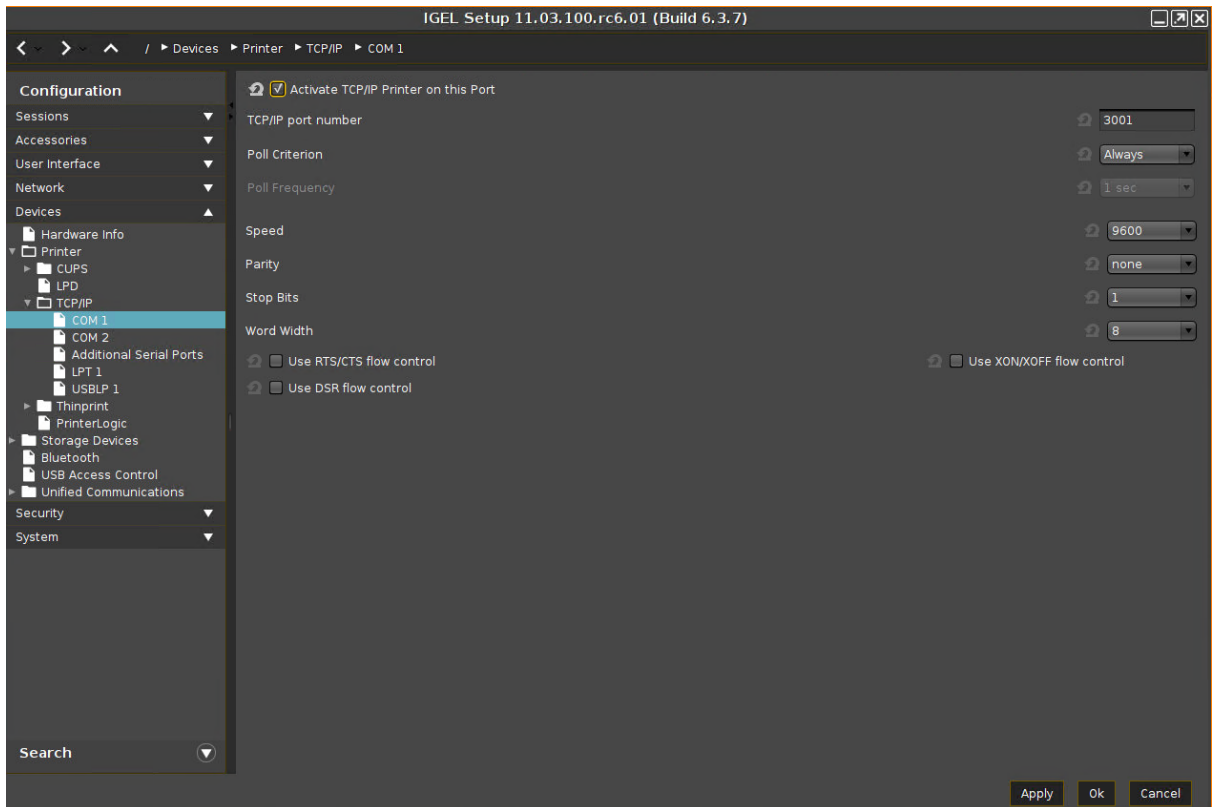 IGEL Setup 11.03.100.rc6.01 (Build 6.3.7)
/ Devices Printer TCP/IP COM 1
Configuration
Sessions
Accessories
User Interface
Network
Devices
Hardware Info
Printer
CUPS
LPD
TCP/IP
COM 1
COM 2
Additional Serial Ports
LPT 1
USBLP 1
Thinprint
PrinterLogic
Storage Devices
Bluetooth
USB Access Control
Unified Communications
Security
System
Search
Activate TCP/IP Printer on this Port
TCP/IP port number 3001
Poll Criterion Always
Poll Frequency 1 sec
Speed 9600
Parity none
Stop Bits 1
Word Width 8
Use RTS/CTS flow control Use XON/XOFF flow control
Use DSR flow control
Apply Ok Cancel